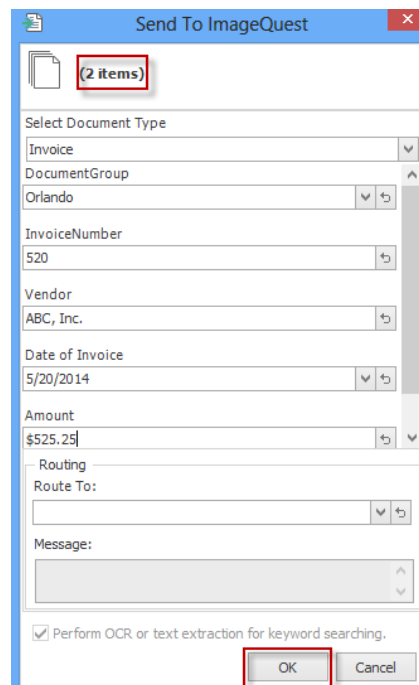 Send To ImageQuest
(2 items)
Select Document Type
Invoice
DocumentGroup
Orlando
InvoiceNumber
520
Vendor
ABC, Inc.
Date of Invoice
5/20/2014
Amount
$525.25
Routing
Route To:
Message:
Perform OCR or text extraction for keyword searching.
OK Cancel